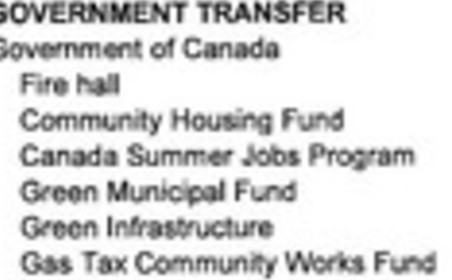 GOVERNMENT TRANSFER
Government of Canada
Fire hall
Community Housing Fund
Canada Summer Jobs Program
Green Municipal Fund
Green Infrastructure
Gas Tax Community Works Fund